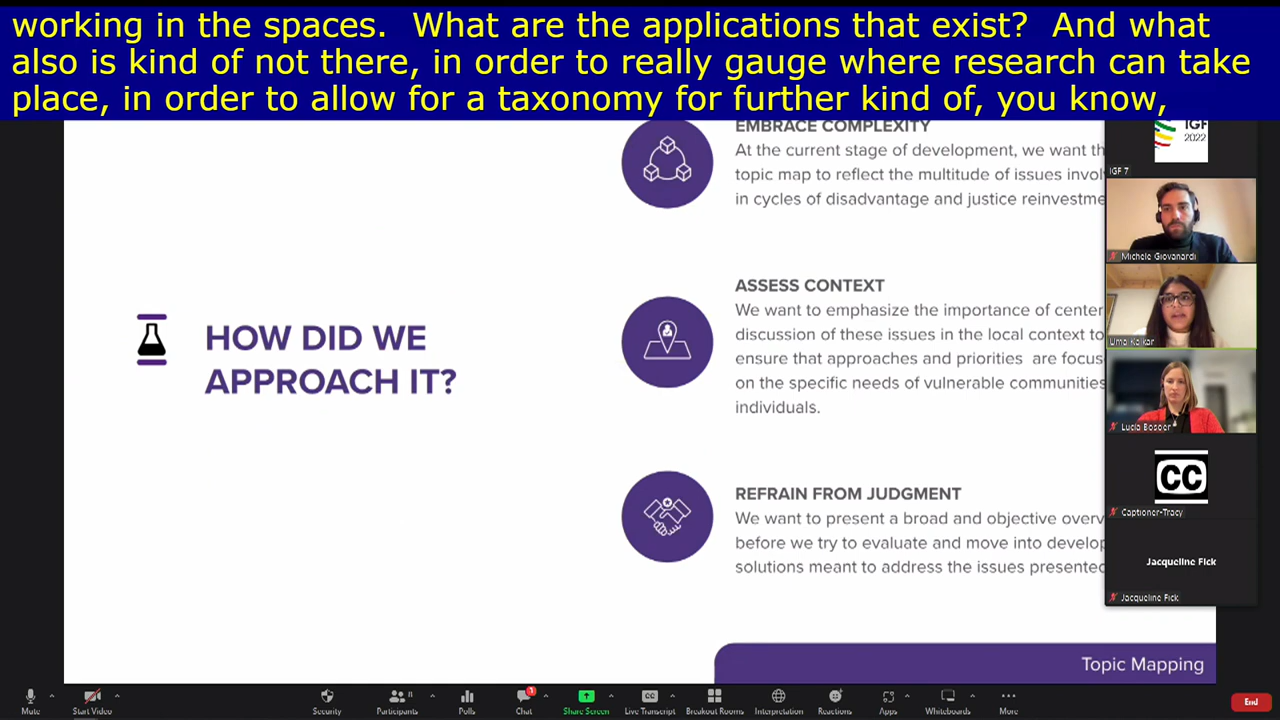 working in the spaces.  What are the applications that exist?  And what
also is kind of not there, in order to really gauge where research can take
place, in order to allow for a taxonomy for further kind of, you know,
HOW DID WE
APPROACH IT?
EMBRACE COMPLEXITY
At the current stage of development, we want th
topic map to reflect the multitude of issues invol
in cycles of disadvantage and justice reinvestme
ASSESS CONTEXT
We want to emphasize the importance of center
discussion of these issues in the local context to
ensure that approaches and priorities are focus
on the specific needs of vulnerable communities
individuals.
REFRAIN FROM JUDGMENT
We want to present a broad and objective overv
before we try to evaluate and move into develop
solutions meant to address the issues presented
Topic Mapping
IGF
2022
IGF 7
Michele Giovanardi
Uma Kalkar
Lucia Bosoer
CC
Captioner-Tracy
Jacqueline Fick
Jacqueline Fick
Mute
Start Video
Security
Participants
11
Polls
Chat
1
Share Screen
CC
Live Transcript
Breakout Rooms
Interpretation
Reactions
Apps
Whiteboards
More
End